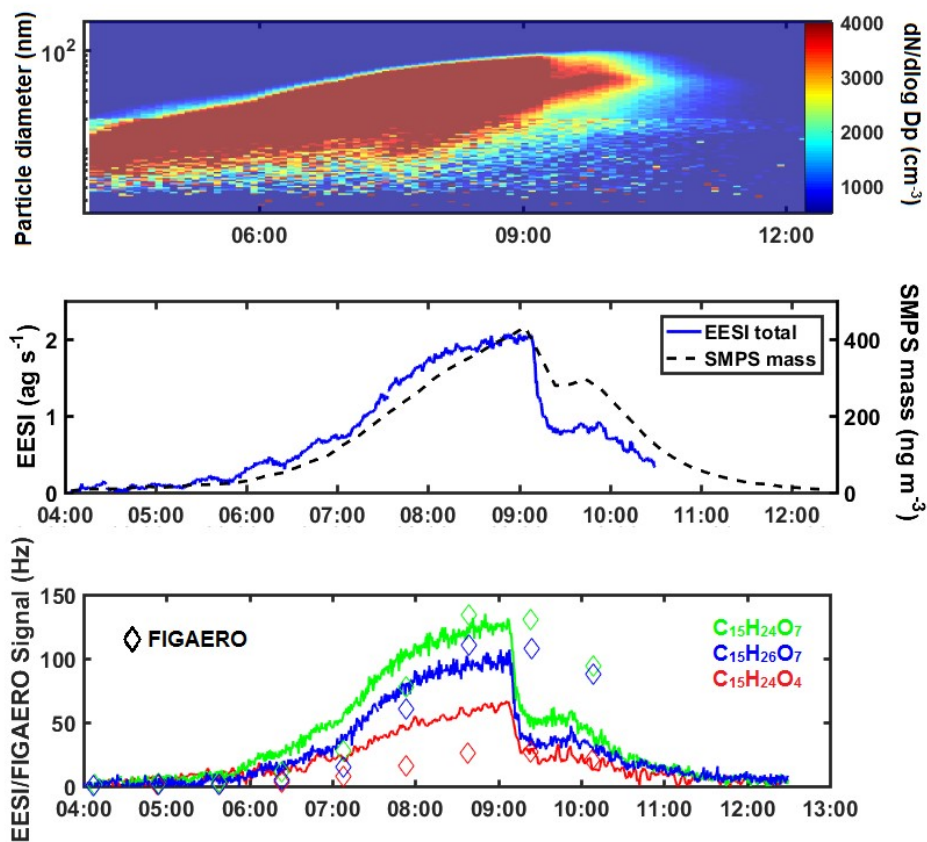 Particle diameter (nm)
10²
4000
3000
2000
1000
dN/dlog Dp (cm⁻³)
06:00 09:00 12:00
EESI (ag s⁻¹)
2
1
0
EESI total
SMPS mass
400
200
0
SMPS mass (ng m⁻³)
04:00 05:00 06:00 07:00 08:00 09:00 10:00 11:00 12:00
EESI/FIGAERO Signal (Hz)
150
100
50
0
FIGAERO
C₁₅H₂₄O₇
C₁₅H₂₆O₇
C₁₅H₂₄O₄
04:00 05:00 06:00 07:00 08:00 09:00 10:00 11:00 12:00 13:00